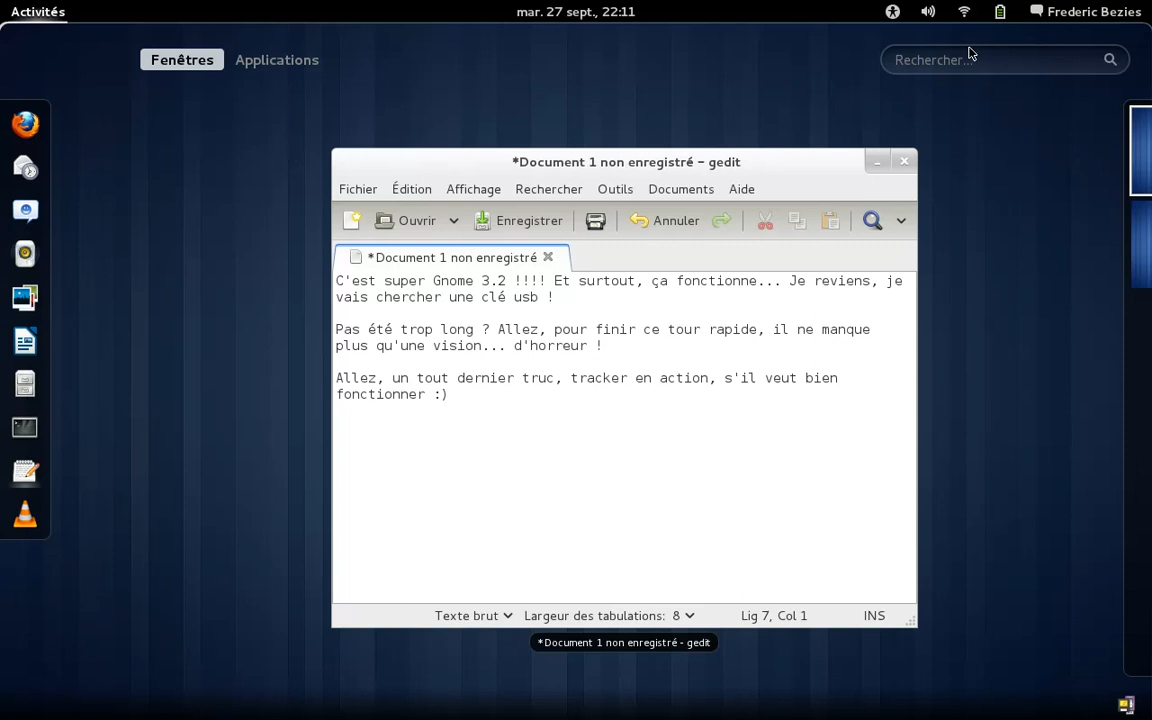 Activités
mar. 27 sept., 22:11
Frederic Bezies
Fenêtres
Applications
Rechercher...
*Document 1 non enregistré - gedit
Fichier Édition Affichage Rechercher Outils Documents Aide
Ouvrir Enregistrer Annuler
*Document 1 non enregistré
C'est super Gnome 3.2 !!!! Et surtout, ça fonctionne... Je reviens, je
vais chercher une clé usb !
Pas été trop long ? Allez, pour finir ce tour rapide, il ne manque
plus qu'une vision... d'horreur !
Allez, un tout dernier truc, tracker en action, s'il veut bien
fonctionner :)
Texte brut Largeur des tabulations: 8 Lig 7, Col 1 INS
*Document 1 non enregistré - gedit